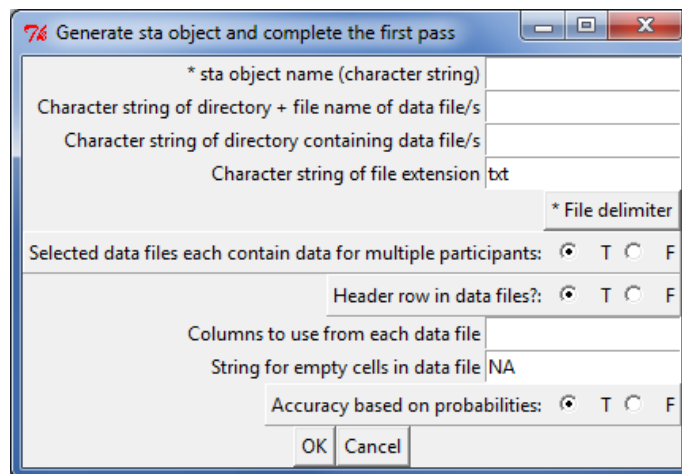 Generate sta object and complete the first pass
* sta object name (character string)
Character string of directory + file name of data file/s
Character string of directory containing data file/s
Character string of file extension txt
* File delimiter
Selected data files each contain data for multiple participants: T F
Header row in data files?: T F
Columns to use from each data file
String for empty cells in data file NA
Accuracy based on probabilities: T F
OK Cancel